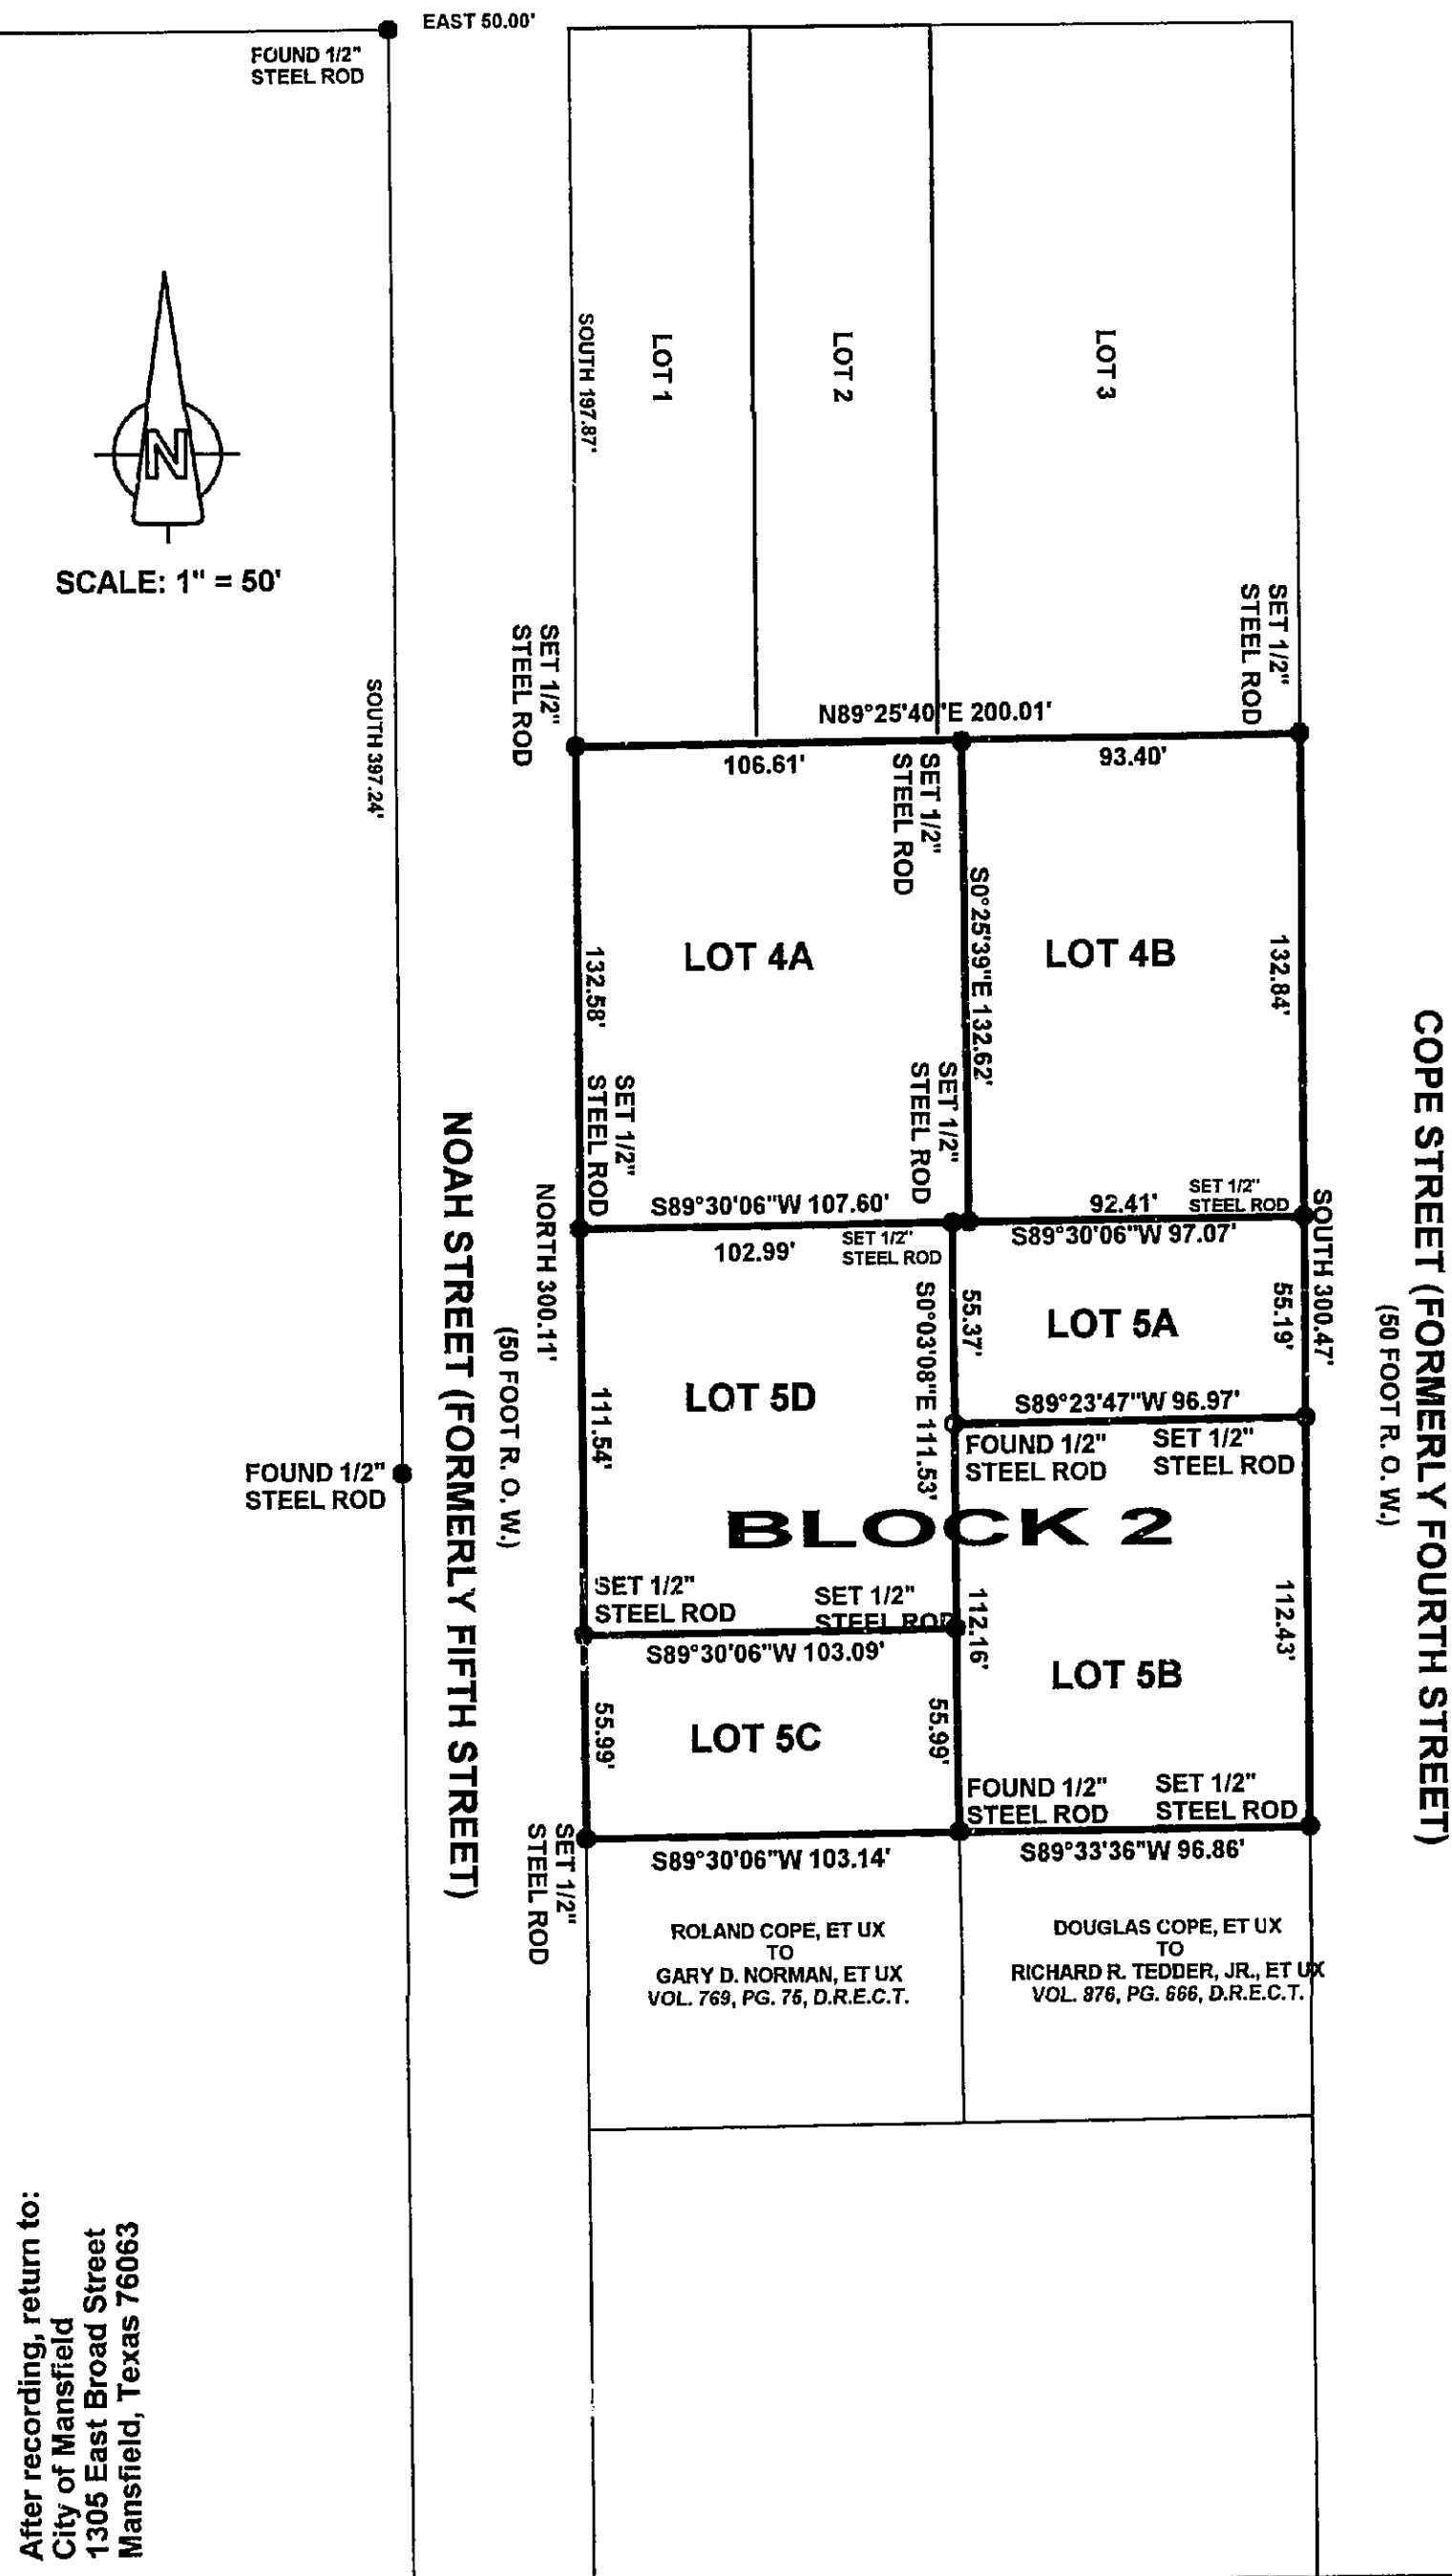 EAST 50.00'
FOUND 1/2"
STEEL ROD
SCALE: 1" = 50'
N
SOUTH 197.87'
LOT 1
LOT 2
LOT 3
SOUTH 397.24'
SET 1/2"
STEEL ROD
SET 1/2"
STEEL ROD
N89°25'40"E 200.01'
106.61'
93.40'
SET 1/2"
STEEL ROD
LOT 4A
LOT 4B
132.58'
S0°25'39"E 132.62'
132.84'
SET 1/2"
STEEL ROD
SET 1/2"
STEEL ROD
SET 1/2"
STEEL ROD
S89°30'06"W 107.60'
92.41'
102.99'
SET 1/2"
STEEL ROD
S89°30'06"W 97.07'
NORTH 300.11'
SOUTH 300.47'
NOAH STREET (FORMERLY FIFTH STREET)
(50 FOOT R. O. W.)
COPE STREET (FORMERLY FOURTH STREET)
(50 FOOT R. O. W.)
S0°03'08"E 111.53'
55.37'
LOT 5A
55.19'
LOT 5D
111.54'
S89°23'47"W 96.97'
FOUND 1/2"
STEEL ROD
SET 1/2"
STEEL ROD
FOUND 1/2"
STEEL ROD
BLOCK 2
SET 1/2"
STEEL ROD
SET 1/2"
STEEL ROD
112.16'
112.43'
S89°30'06"W 103.09'
LOT 5B
LOT 5C
55.99'
55.99'
FOUND 1/2"
STEEL ROD
SET 1/2"
STEEL ROD
SET 1/2"
STEEL ROD
S89°30'06"W 103.14'
S89°33'36"W 96.86'
ROLAND COPE, ET UX
TO
GARY D. NORMAN, ET UX
VOL. 769, PG. 75, D.R.E.C.T.
DOUGLAS COPE, ET UX
TO
RICHARD R. TEDDER, JR., ET UX
VOL. 876, PG. 666, D.R.E.C.T.
After recording, return to:
City of Mansfield
1305 East Broad Street
Mansfield, Texas 76063